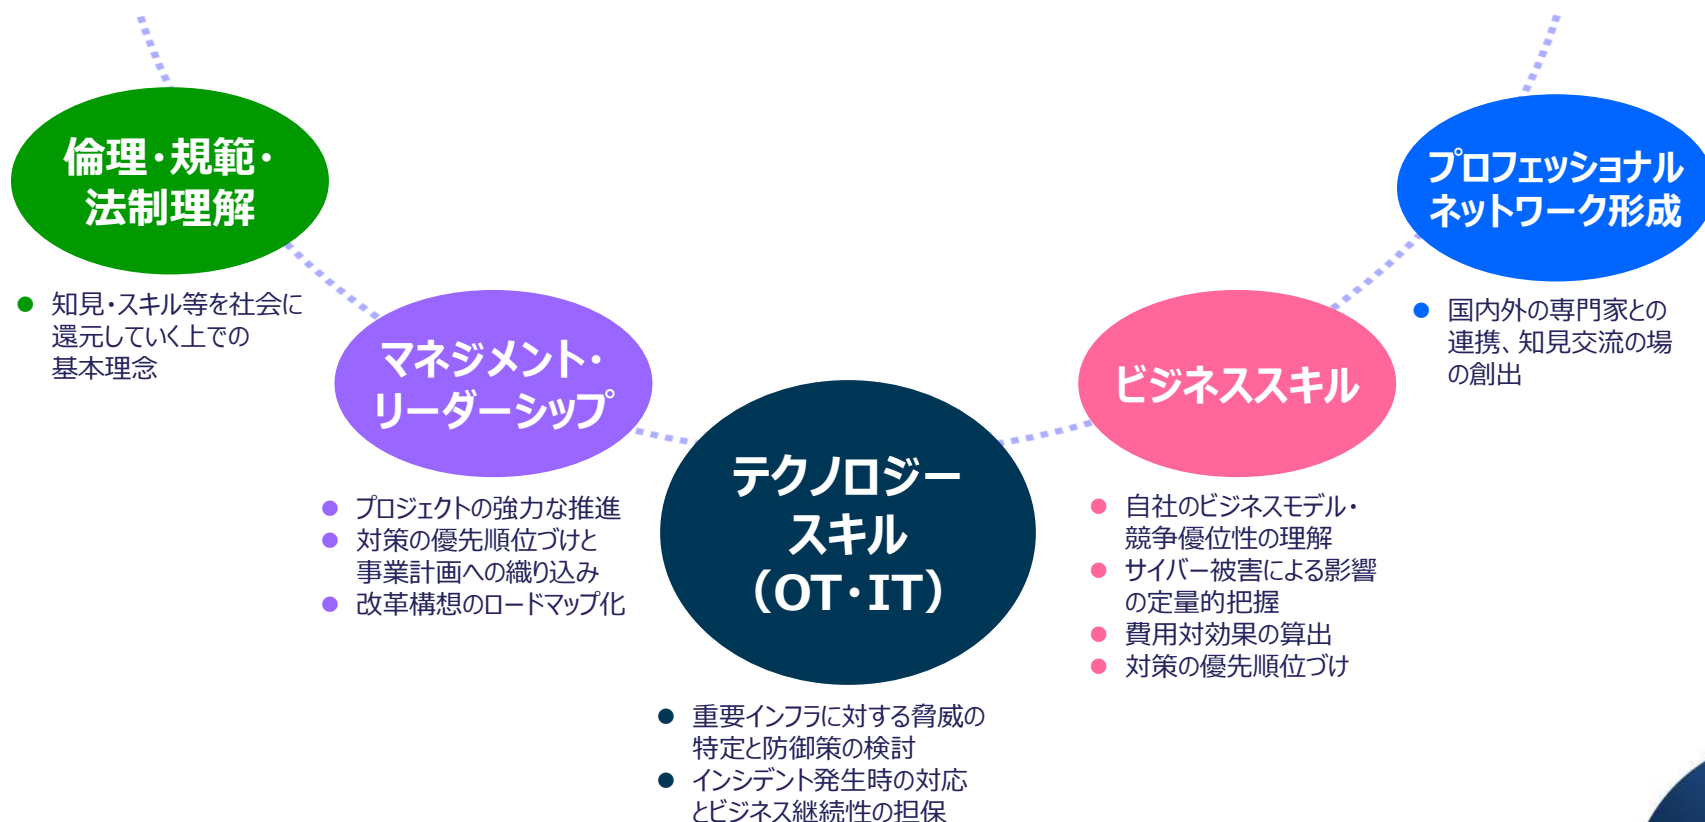 倫理・規範・
法制理解
● 知見・スキル等を社会に
還元していく上での
基本理念
マネジメント・
リーダーシップ
● プロジェクトの強力な推進
● 対策の優先順位づけと
事業計画への織り込み
● 改革構想のロードマップ化
テクノロジー
スキル
（OT・IT）
● 重要インフラに対する脅威の
特定と防御策の検討
● インシデント発生時の対応
とビジネス継続性の担保
ビジネススキル
● 自社のビジネスモデル・
競争優位性の理解
● サイバー被害による影響
の定量的把握
● 費用対効果の算出
● 対策の優先順位づけ
プロフェッショナル
ネットワーク形成
● 国内外の専門家との
連携、知見交流の場
の創出